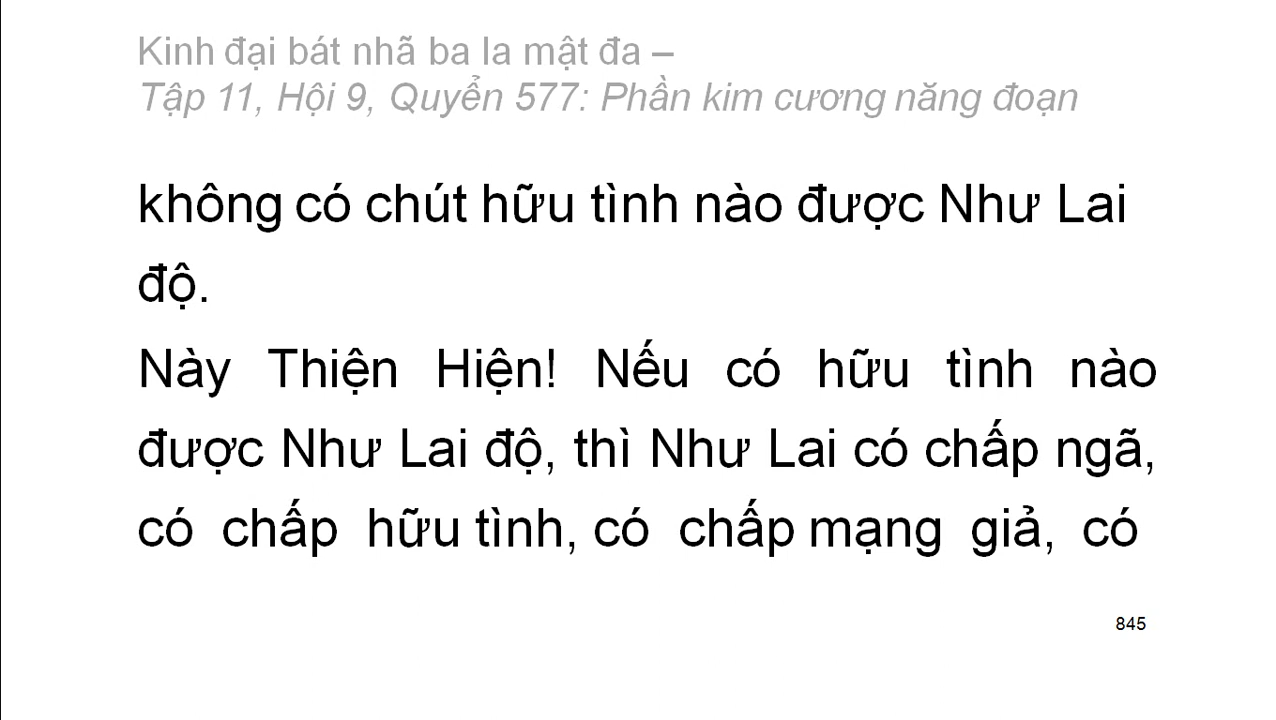 Kinh đại bát nhã ba la mật đa –
Tập 11, Hội 9, Quyển 577: Phần kim cương năng đoạn
không có chút hữu tình nào được Như Lai
độ.
Này Thiện Hiện! Nếu có hữu tình nào
được Như Lai độ, thì Như Lai có chấp ngã,
có chấp hữu tình, có chấp mạng giả, có
845